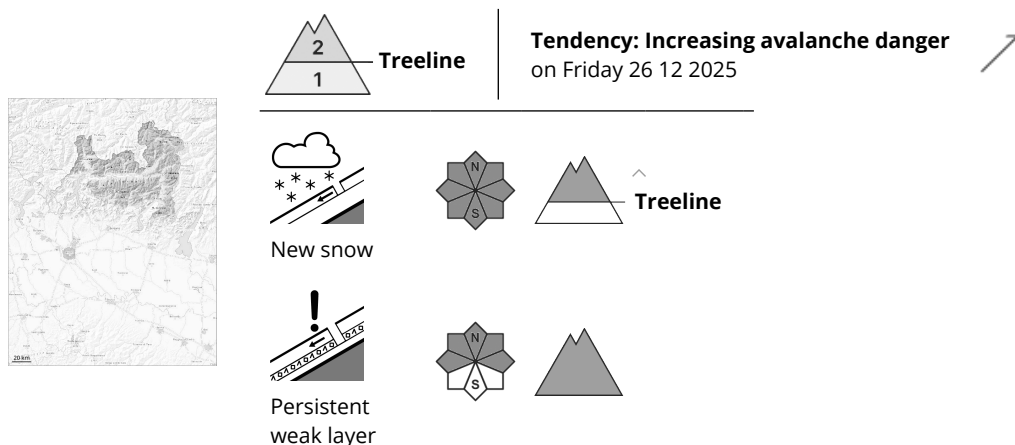 2
1
Treeline
Tendency: Increasing avalanche danger
on Friday 26 12 2025
20 km
N
S
Treeline
New snow
N
S
Persistent
weak layer